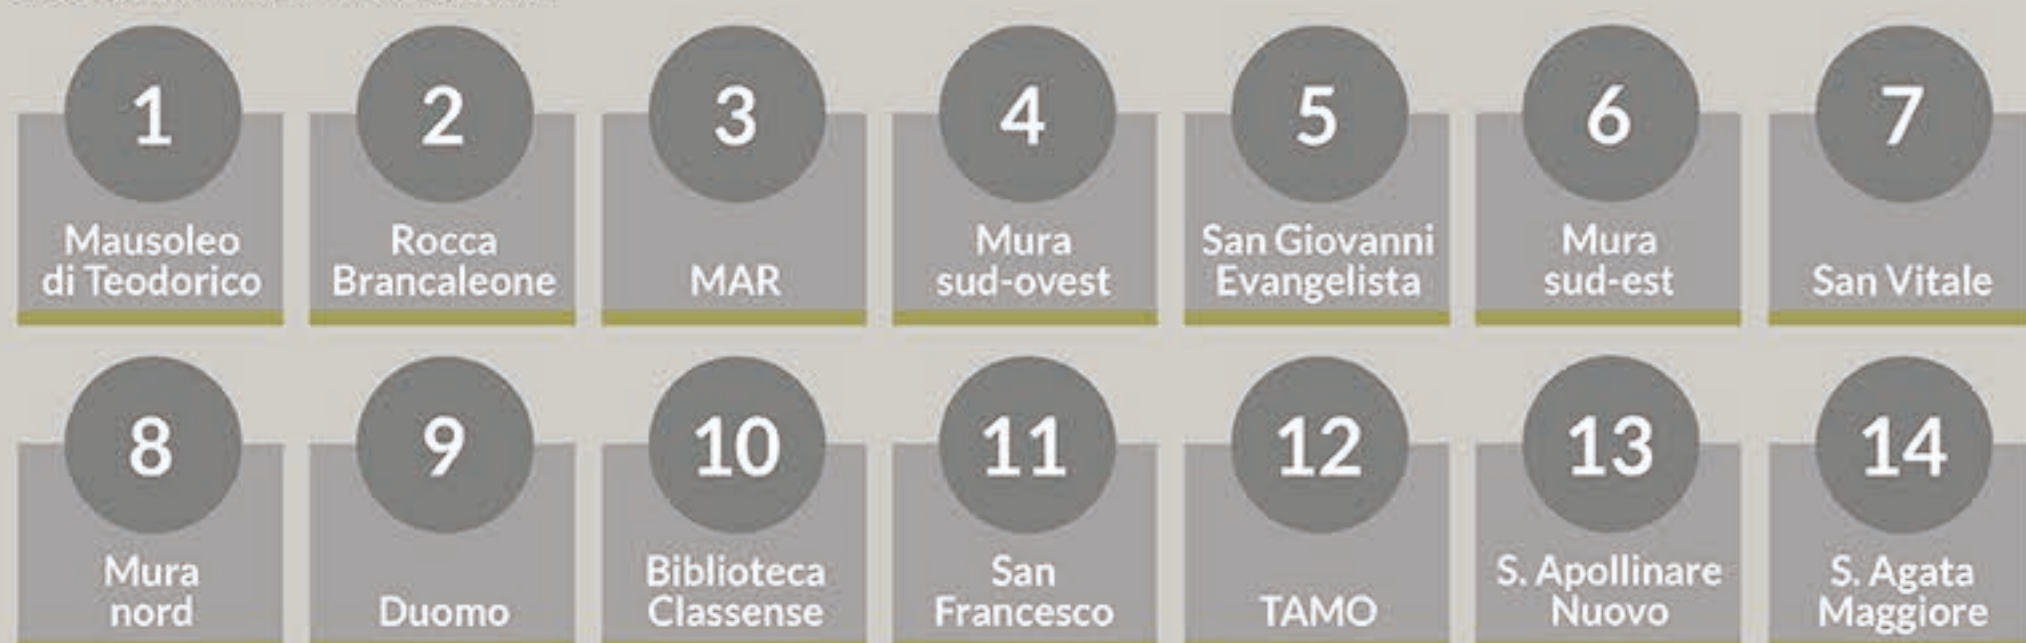 1
Mausoleo
di Teodorico
2
Rocca
Brancaleone
3
MAR
4
Mura
sud-ovest
5
San Giovanni
Evangelista
6
Mura
sud-est
7
San Vitale
8
Mura
nord
9
Duomo
10
Biblioteca
Classense
11
San
Francesco
12
TAMO
13
S. Apollinare
Nuovo
14
S. Agata
Maggiore